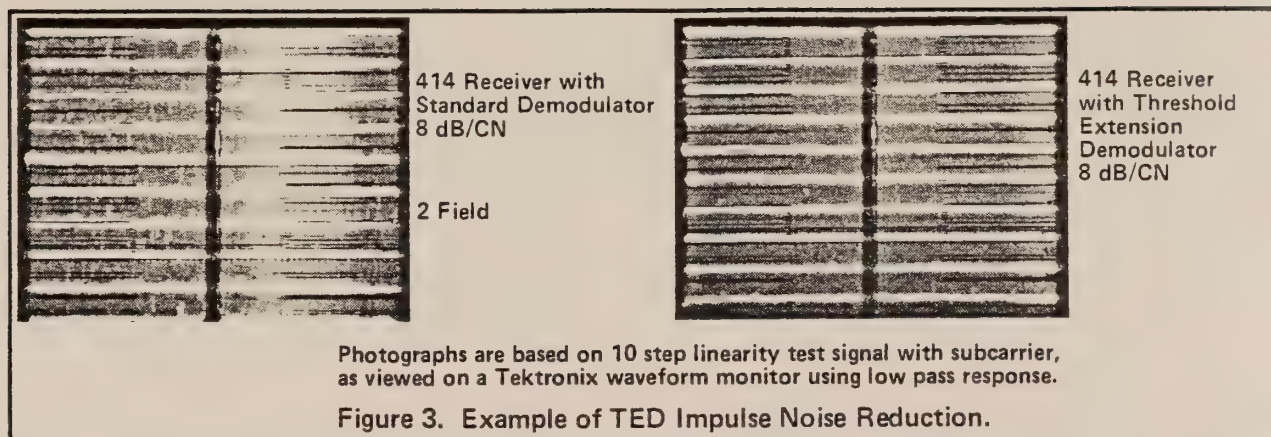 414 Receiver with
Standard Demodulator
8 dB/CN
2 Field
414 Receiver
with Threshold
Extension
Demodulator
8 dB/CN
Photographs are based on 10 step linearity test signal with subcarrier,
as viewed on a Tektronix waveform monitor using low pass response.
Figure 3. Example of TED Impulse Noise Reduction.